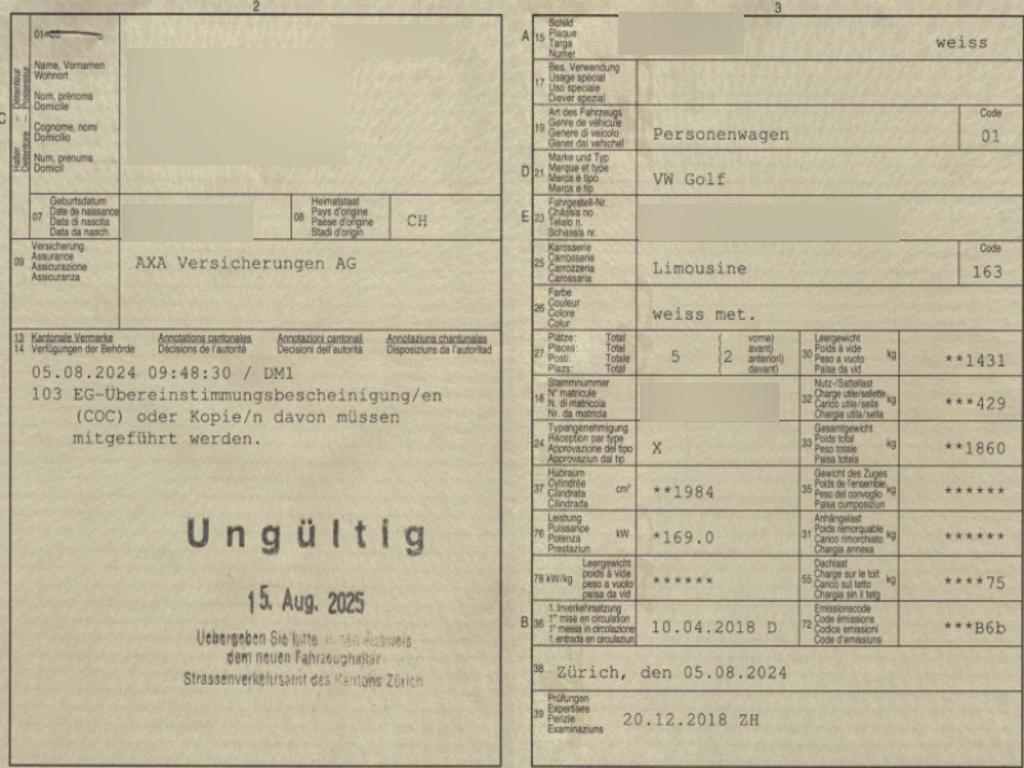 2
01-
Halter – Détenteur
Detentore – Possessur
Name, Vornamen
Wohnort
Nom, prénoms
Domicile
Cognome, nomi
Domicilio
Num, prenums
Domicil
C
07
Geburtsdatum
Date de naissance
Data di nascita
Data da nasch.
08
Heimatstaat
Pays d'origine
Paese d'origine
Stadi d'origin
CH
09
Versicherung
Assurance
Assicurazione
Assicuranza
AXA Versicherungen AG
13 Kantonale Vermerke Annotations cantonales Annotazioni cantonali Annotaziuns chantunalas
14 Verfügungen der Behörde Décisions de l'autorité Decisioni dell'autorità Disposiziuns da l'autoritad
05.08.2024 09:48:30 / DM1
103 EG-Übereinstimmungsbescheinigung/en
(COC) oder Kopie/n davon müssen
mitgeführt werden.
Ungültig
15. Aug. 2025
Uebergeben Sie bitte Ausweis
dem neuen Fahrzeughalter
Strassenverkehrsamt des Kantons Zürich
3
A 15
Schild
Plaque
Targa
Numer
weiss
17
Bes. Verwendung
Usage spécial
Uso speciale
Diever spezial
19
Art des Fahrzeugs
Genre de véhicule
Genere di veicolo
Gener dal vehichel
Personenwagen
Code
01
D 21
Marke und Typ
Marque et type
Marca e tipo
Marca e tip
VW Golf
E 23
Fahrgestell-Nr.
Châssis no
Telaio n.
Schassis nr.
25
Karosserie
Carrosserie
Carrozzeria
Carossaria
Limousine
Code
163
26
Farbe
Couleur
Colore
Colur
weiss met.
27
Plätze: Total
Places: Total
Posti: Totale
Plazs: Total
5
(2
vorne)
avant)
anteriori)
davant)
30
Leergewicht
Poids à vide
Peso a vuoto
Paisa da vid
kg
**1431
18
Stammnummer
N° matricule
N. di matricola
Nr. da matricla
32
Nutz-/Sattellast
Charge utile/sellette
Carico utile/sella
Chargia utila/sella
kg
***429
24
Typengenehmigung
Réception par type
Approvazione del tipo
Approvaziun dal tip
X
33
Gesamtgewicht
Poids total
Peso totale
Paisa totala
kg
**1860
37
Hubraum
Cylindrée
Cilindrata
Cilindrada
cm³
**1984
35
Gewicht des Zuges
Poids de l'ensemble
Peso del convoglio
Paisa cumposiziun
kg
******
76
Leistung
Puissance
Potenza
Prestaziun
kW
*169.0
31
Anhängelast
Poids remorquable
Carico rimorchiato
Chargia annexa
kg
******
78 kW/kg
Leergewicht
poids à vide
peso a vuoto
paisa da vid
******
55
Dachlast
Charge sur le toit
Carico sul tetto
Chargia sin il tetg
kg
****75
B 36
1. Inverkehrsetzung
1re mise en circulation
1a messa in circolazione
1. entrada en circulaziun
10.04.2018 D
72
Emissionscode
Code émissions
Codice emissioni
Code d'emissiuns
***B6b
38
Zürich, den 05.08.2024
39
Prüfungen
Expertises
Perizie
Examinaziuns
20.12.2018 ZH